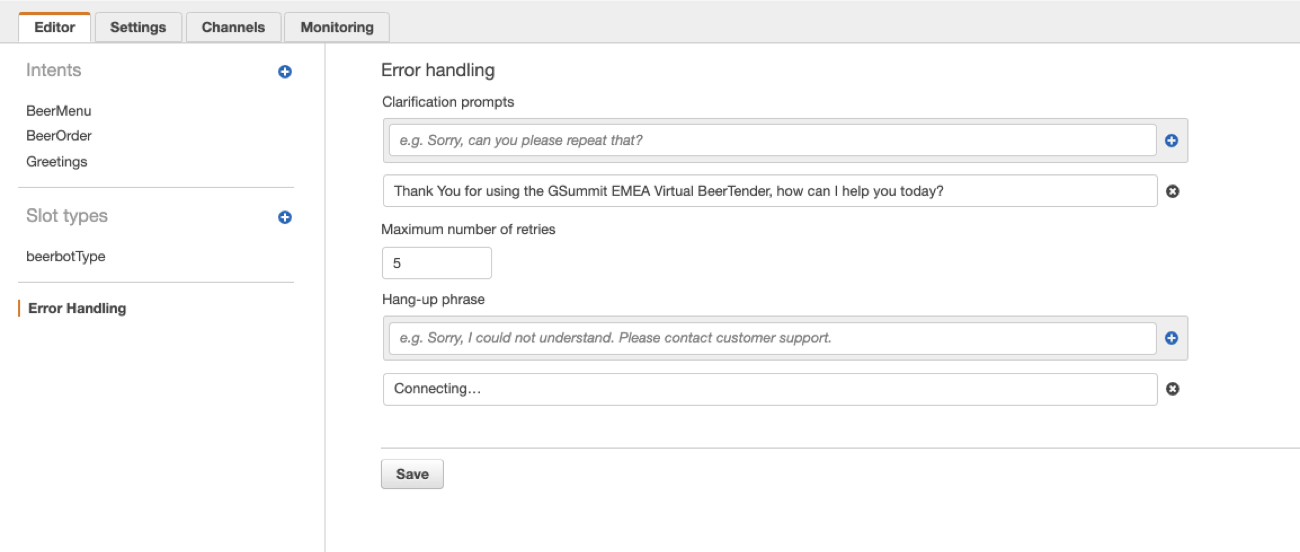 Editor
Settings
Channels
Monitoring
Intents
BeerMenu
BeerOrder
Greetings
Slot types
beerbotType
Error Handling
Error handling
Clarification prompts
e.g. Sorry, can you please repeat that?
Thank You for using the GSummit EMEA Virtual BeerTender, how can I help you today?
Maximum number of retries
5
Hang-up phrase
e.g. Sorry, I could not understand. Please contact customer support.
Connecting…
Save